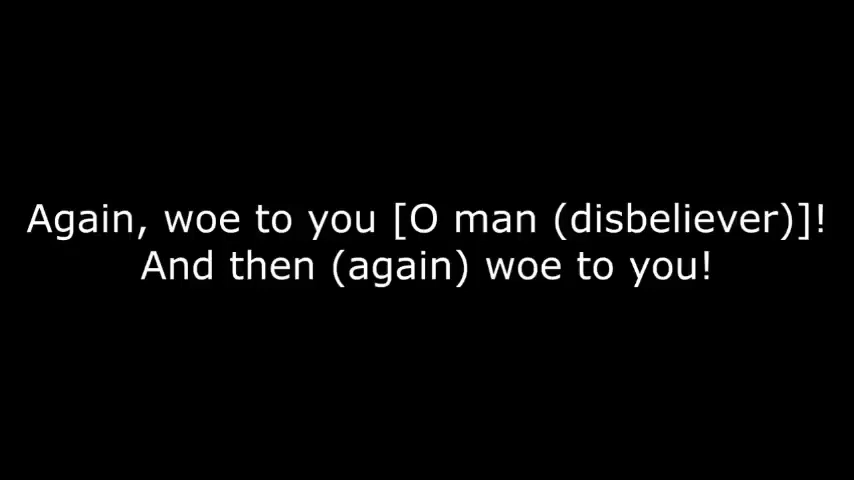 Again, woe to you [O man (disbeliever)]!
And then (again) woe to you!